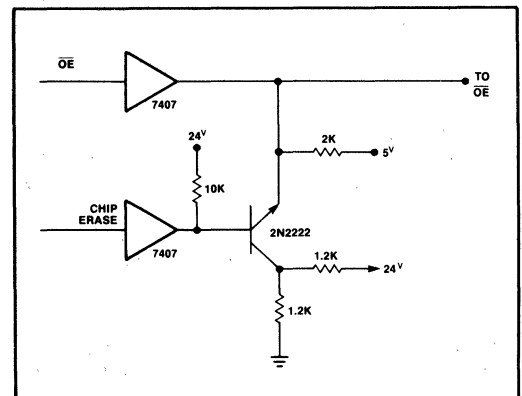 OE
TO
OE
7407
24V
2K
5V
10K
CHIP
ERASE
2N2222
7407
1.2K
24V
1.2K